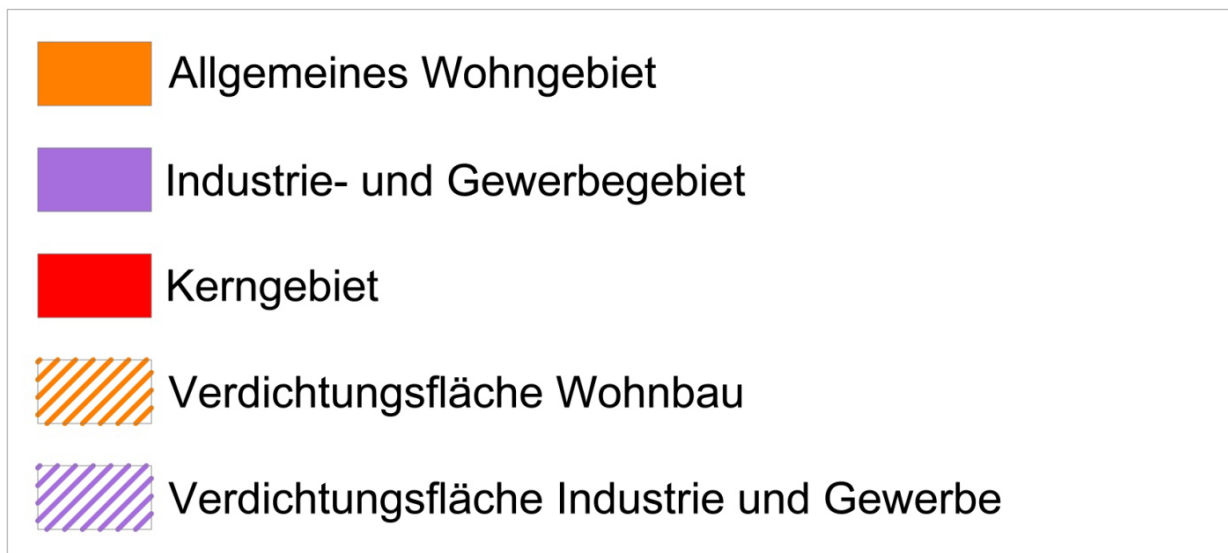 Allgemeines Wohngebiet
Industrie- und Gewerbegebiet
Kerngebiet
Verdichtungsfläche Wohnbau
Verdichtungsfläche Industrie und Gewerbe